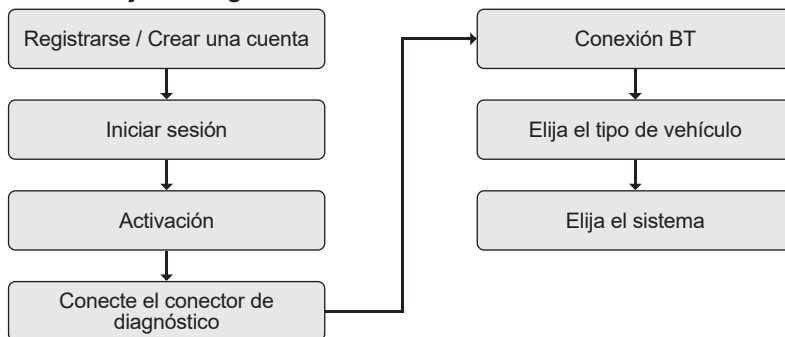 Registrarse / Crear una cuenta
Iniciar sesión
Activación
Conecte el conector de
diagnóstico
Conexión BT
Elija el tipo de vehículo
Elija el sistema